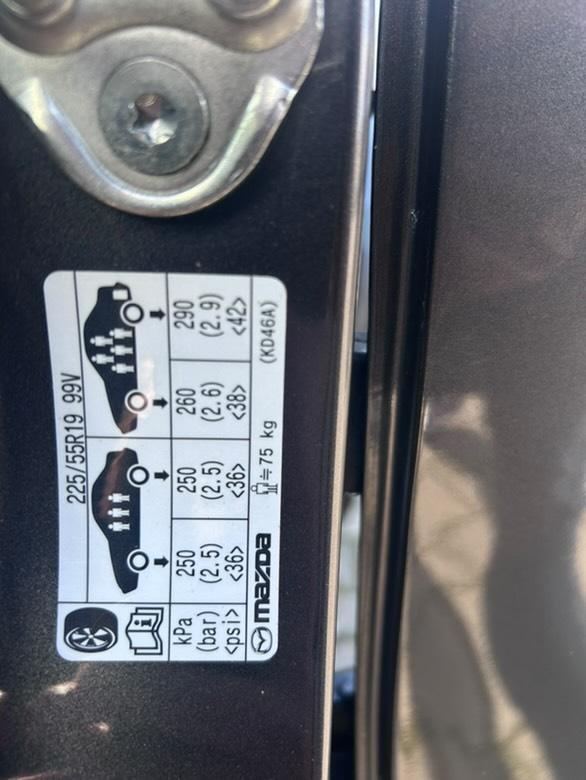 225/55R19 99V
kPa 250 250 260 290
(bar) (2.5) (2.5) (2.6) (2.9)
<psi> <36> <36> <38> <42>
mazda ≒75 kg (KD46A)